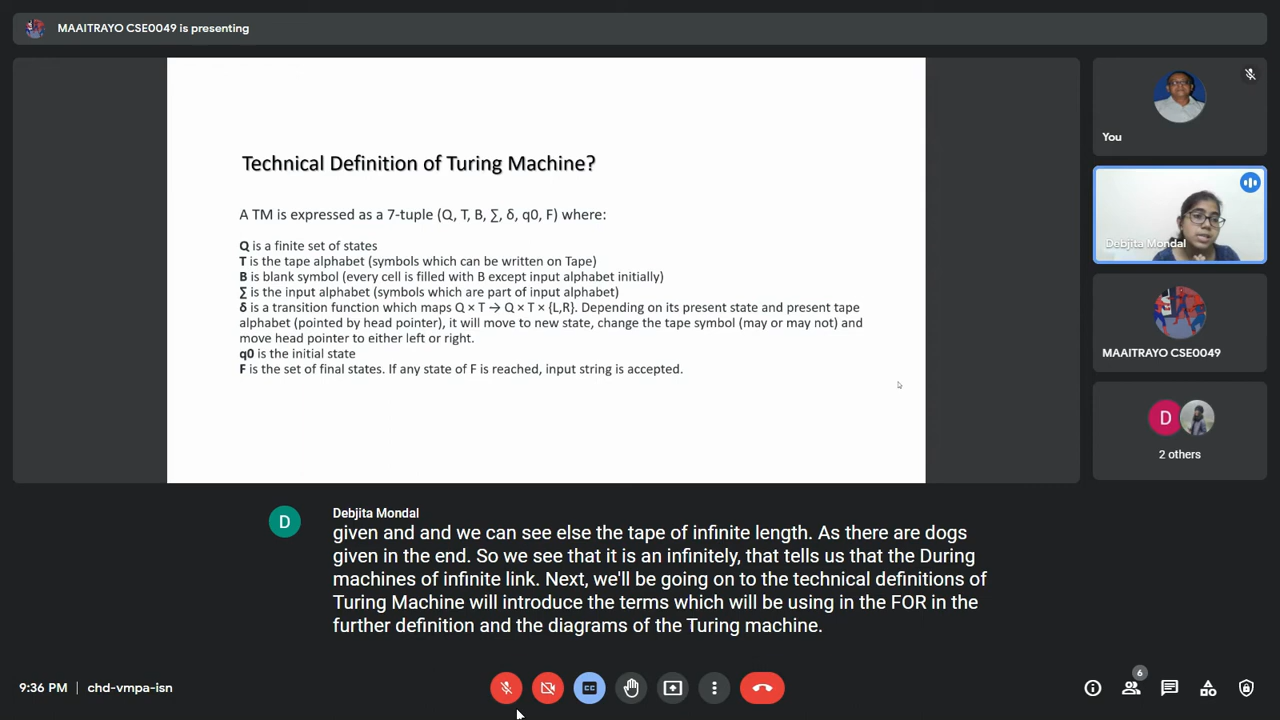 MAAITRAYO CSE0049 is presenting
Technical Definition of Turing Machine?
A TM is expressed as a 7-tuple (Q, T, B, ∑, δ, q0, F) where:
Q is a finite set of states
T is the tape alphabet (symbols which can be written on Tape)
B is blank symbol (every cell is filled with B except input alphabet initially)
∑ is the input alphabet (symbols which are part of input alphabet)
δ is a transition function which maps Q × T → Q × T × {L,R}. Depending on its present state and present tape
alphabet (pointed by head pointer), it will move to new state, change the tape symbol (may or may not) and
move head pointer to either left or right.
q0 is the initial state
F is the set of final states. If any state of F is reached, input string is accepted.
You
Debjita Mondal
MAAITRAYO CSE0049
D
2 others
D
Debjita Mondal
given and and we can see else the tape of infinite length. As there are dogs
given in the end. So we see that it is an infinitely, that tells us that the During
machines of infinite link. Next, we'll be going on to the technical definitions of
Turing Machine will introduce the terms which will be using in the FOR in the
further definition and the diagrams of the Turing machine.
9:36 PM | chd-vmpa-isn
CC
6